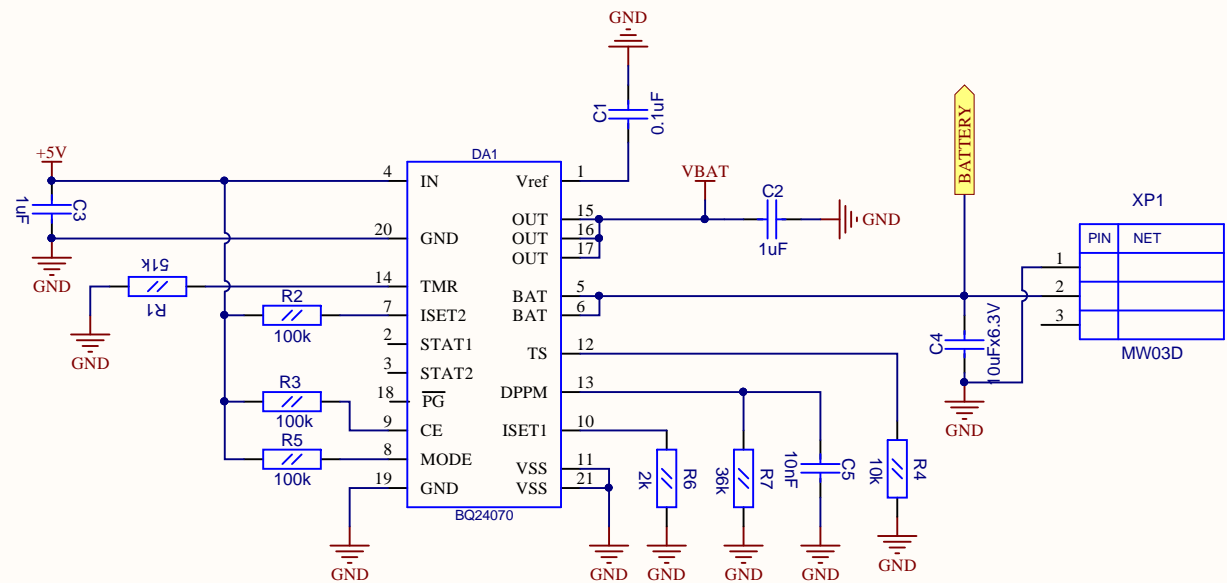 GND
C1
0.1uF
BATTERY
DA1
+5V
4
IN
Vref
1
VBAT
C3
1uF
15
OUT
C2
XP1
20
GND
16
OUT
GND
17
OUT
1uF
PIN
NET
GND
51k
14
TMR
1
R1
R2
7
ISET2
5
BAT
2
100k
6
BAT
3
GND
2
STAT1
C4
10uFx6.3V
MW03D
12
TS
3
STAT2
R3
18
PG
13
DPPM
100k
9
CE
10
ISET1
GND
R5
8
MODE
100k
11
VSS
R6
2k
R7
36k
C5
10nF
R4
10k
19
GND
21
VSS
BQ24070
GND
GND
GND
GND
GND
GND